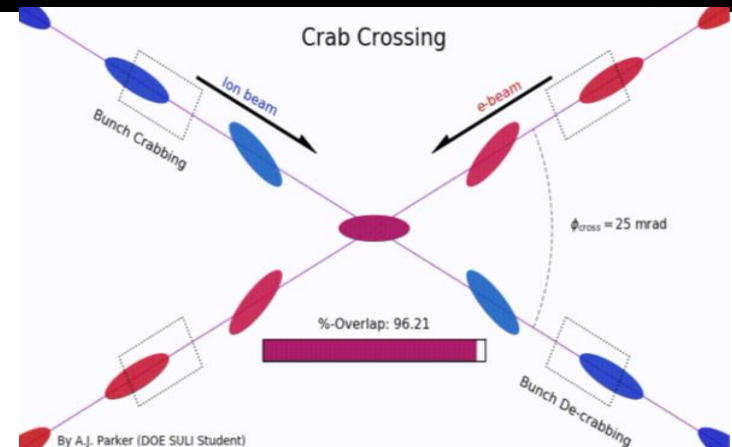 Crab Crossing
Ion beam
e-beam
Bunch Crabbing
ϕcross = 25 mrad
%-Overlap: 96.21
Bunch De-crabbing
By A.J. Parker (DOE SULI Student)